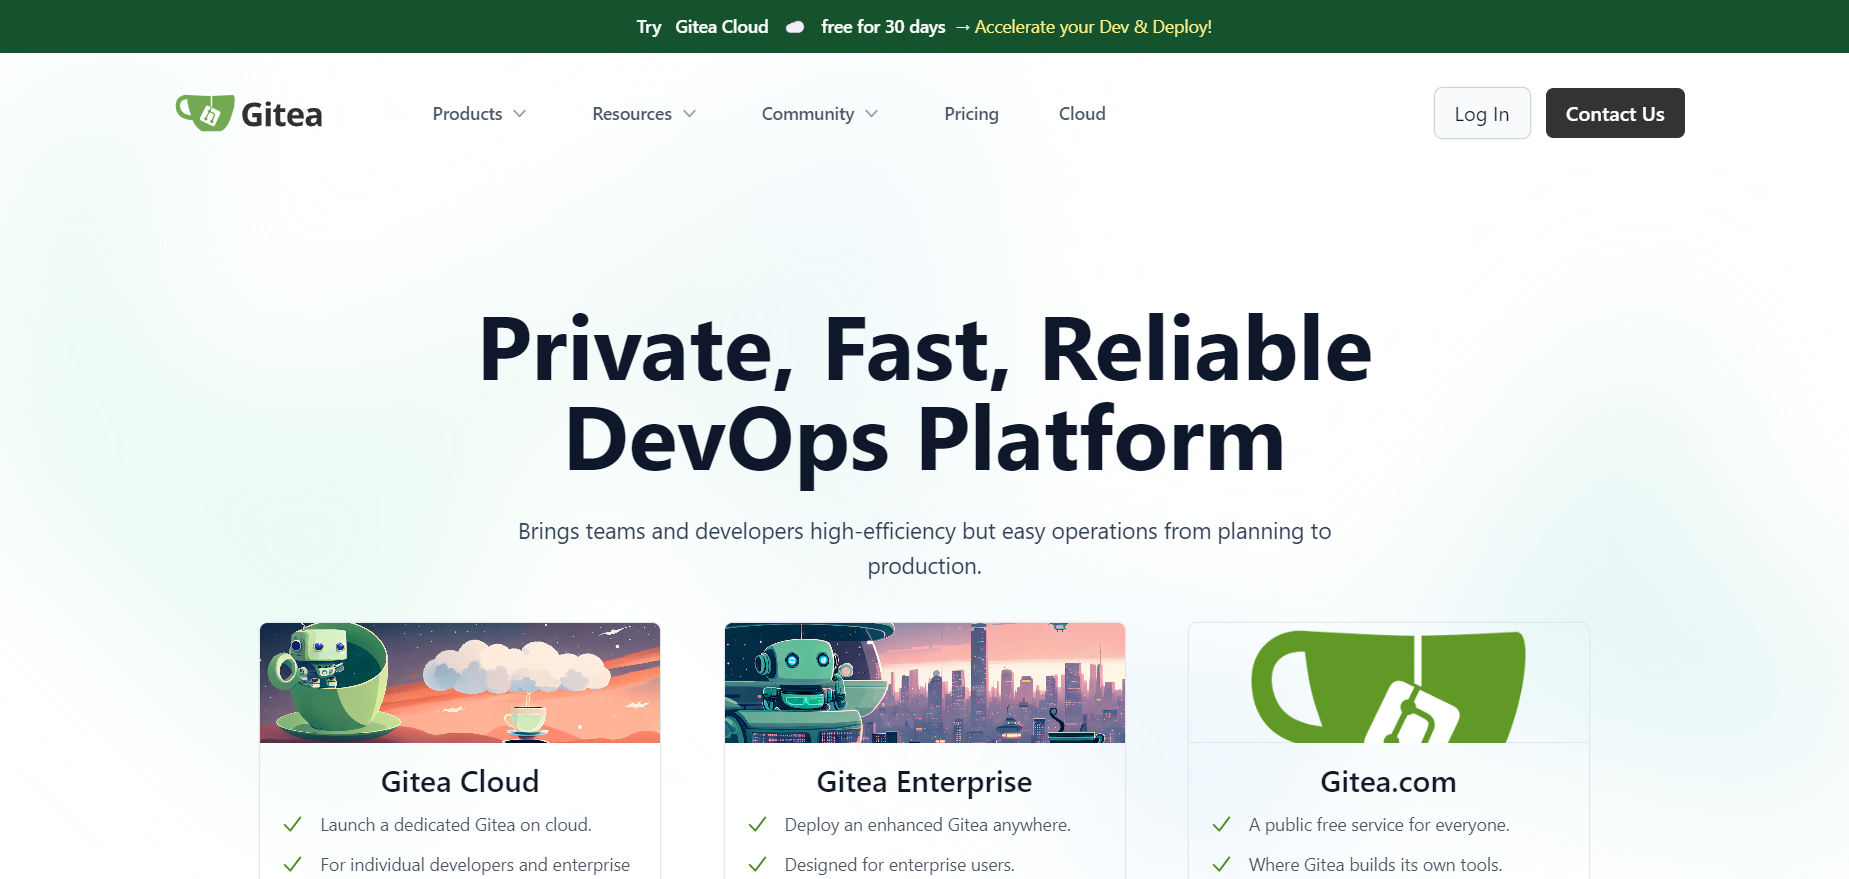 Try Gitea Cloud ☁ free for 30 days → Accelerate your Dev & Deploy!
Gitea
Products
Resources
Community
Pricing
Cloud
Log In
Contact Us
Private, Fast, Reliable
DevOps Platform
Brings teams and developers high-efficiency but easy operations from planning to
production.
Gitea Cloud
Launch a dedicated Gitea on cloud.
For individual developers and enterprise
Gitea Enterprise
Deploy an enhanced Gitea anywhere.
Designed for enterprise users.
Gitea.com
A public free service for everyone.
Where Gitea builds its own tools.